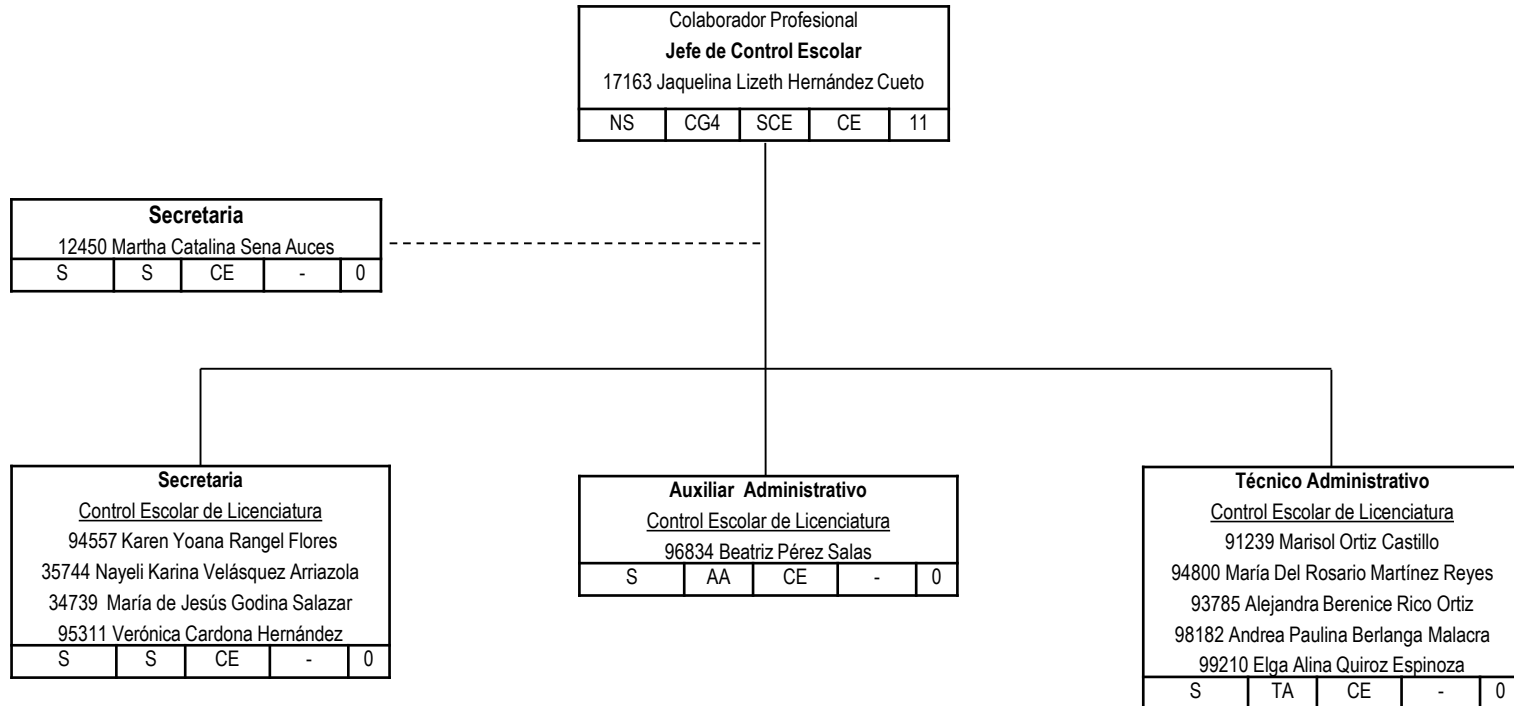 Colaborador Profesional
Jefe de Control Escolar
17163 Jaquelina Lizeth Hernández Cueto
NS CG4 SCE CE 11
Secretaria
12450 Martha Catalina Sena Auces
S S CE - 0
Secretaria
Control Escolar de Licenciatura
94557 Karen Yoana Rangel Flores
35744 Nayeli Karina Velásquez Arriazola
34739 María de Jesús Godina Salazar
95311 Verónica Cardona Hernández
S S CE - 0
Auxiliar Administrativo
Control Escolar de Licenciatura
96834 Beatriz Pérez Salas
S AA CE - 0
Técnico Administrativo
Control Escolar de Licenciatura
91239 Marisol Ortiz Castillo
94800 María Del Rosario Martínez Reyes
93785 Alejandra Berenice Rico Ortiz
98182 Andrea Paulina Berlanga Malacra
99210 Elga Alina Quiroz Espinoza
S TA CE - 0